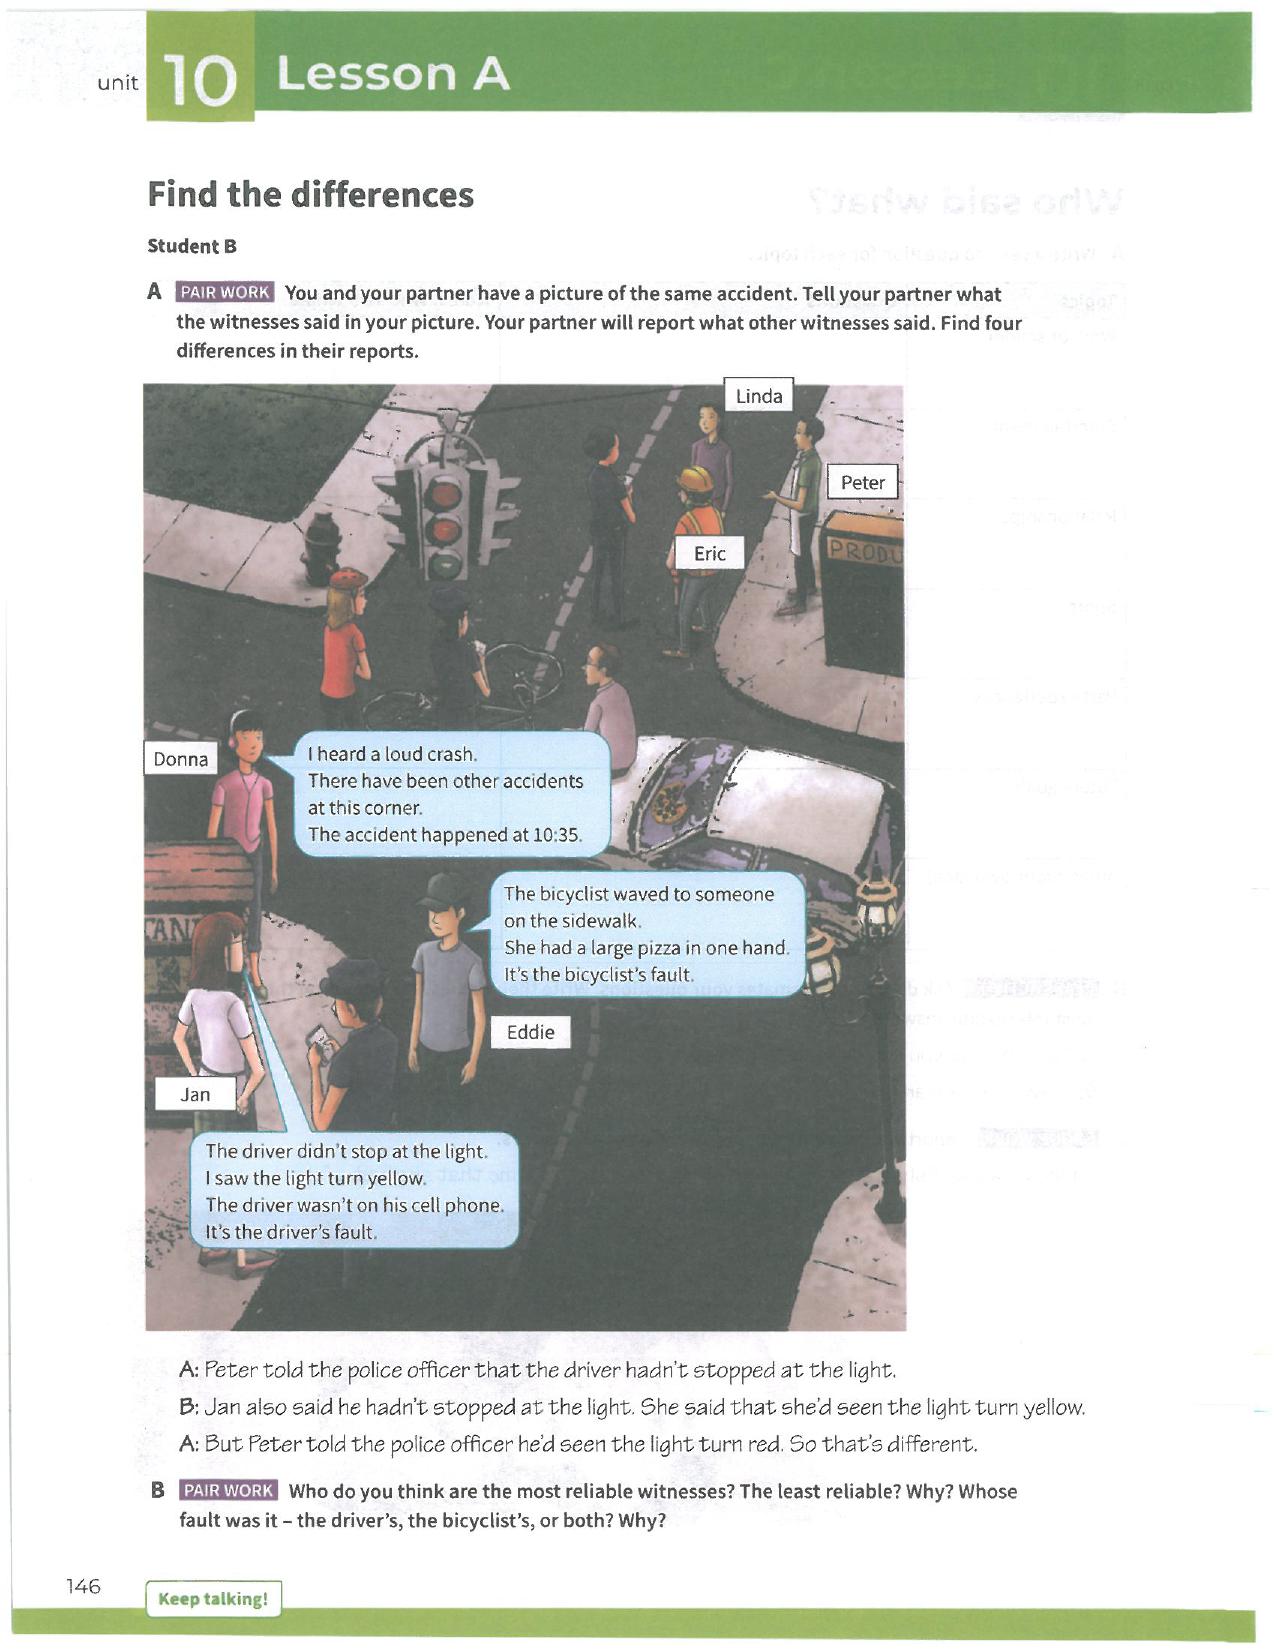 unit 10 Lesson A
Find the differences
Student B
A PAIR WORK You and your partner have a picture of the same accident. Tell your partner what
the witnesses said in your picture. Your partner will report what other witnesses said. Find four
differences in their reports.
Linda
Peter
Eric
PRODU
Donna
I heard a loud crash.
There have been other accidents
at this corner.
The accident happened at 10:35.
The bicyclist waved to someone
on the sidewalk.
She had a large pizza in one hand.
It's the bicyclist's fault.
TAN
Eddie
Jan
The driver didn't stop at the light.
I saw the light turn yellow.
The driver wasn't on his cell phone.
It's the driver's fault.
A: Peter told the police officer that the driver hadn't stopped at the light.
B: Jan also said he hadn't stopped at the light. She said that she'd seen the light turn yellow.
A: But Peter told the police officer he'd seen the light turn red. So that's different.
B PAIR WORK Who do you think are the most reliable witnesses? The least reliable? Why? Whose
fault was it – the driver's, the bicyclist's, or both? Why?
146
Keep talking!